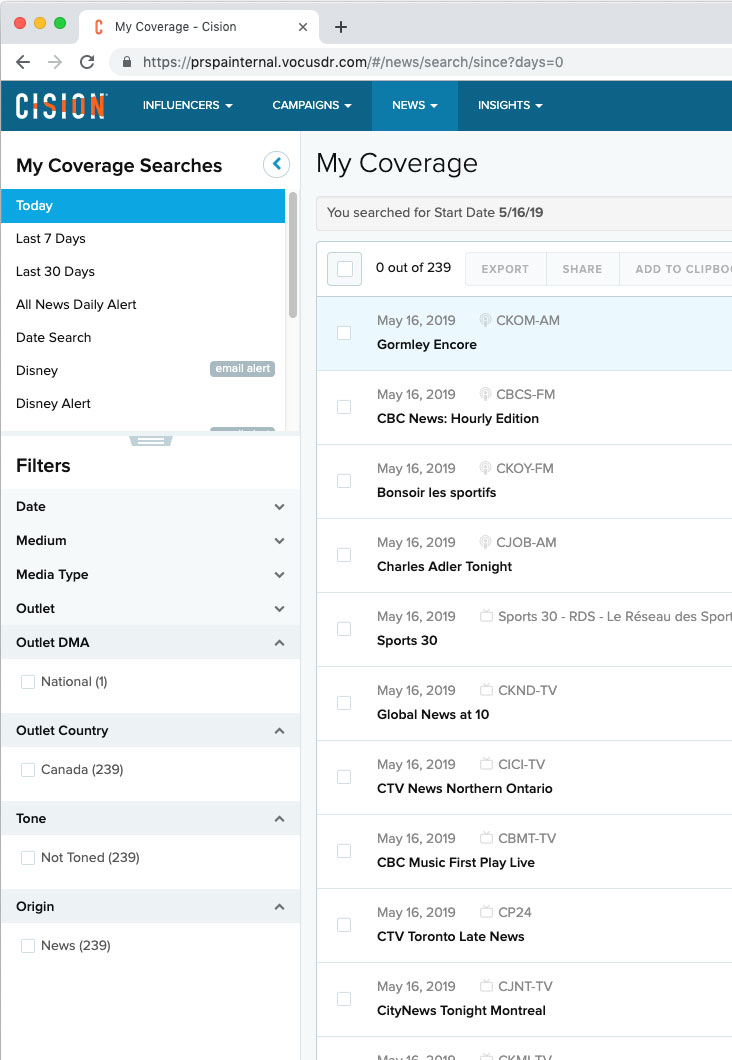 My Coverage - Cision
https://prspainternal.vocusdr.com/#/news/search/since?days=0
CISION
INFLUENCERS
CAMPAIGNS
NEWS
INSIGHTS
My Coverage Searches
Today
Last 7 Days
Last 30 Days
All News Daily Alert
Date Search
Disney
email alert
Disney Alert
Filters
Date
Medium
Media Type
Outlet
Outlet DMA
National (1)
Outlet Country
Canada (239)
Tone
Not Toned (239)
Origin
News (239)
My Coverage
You searched for Start Date 5/16/19
0 out of 239
EXPORT
SHARE
ADD TO CLIPBOO
May 16, 2019 CKOM-AM
Gormley Encore
May 16, 2019 CBCS-FM
CBC News: Hourly Edition
May 16, 2019 CKOY-FM
Bonsoir les sportifs
May 16, 2019 CJOB-AM
Charles Adler Tonight
May 16, 2019 Sports 30 - RDS - Le Réseau des Sport
Sports 30
May 16, 2019 CKND-TV
Global News at 10
May 16, 2019 CICI-TV
CTV News Northern Ontario
May 16, 2019 CBMT-TV
CBC Music First Play Live
May 16, 2019 CP24
CTV Toronto Late News
May 16, 2019 CJNT-TV
CityNews Tonight Montreal
May 16, 2019